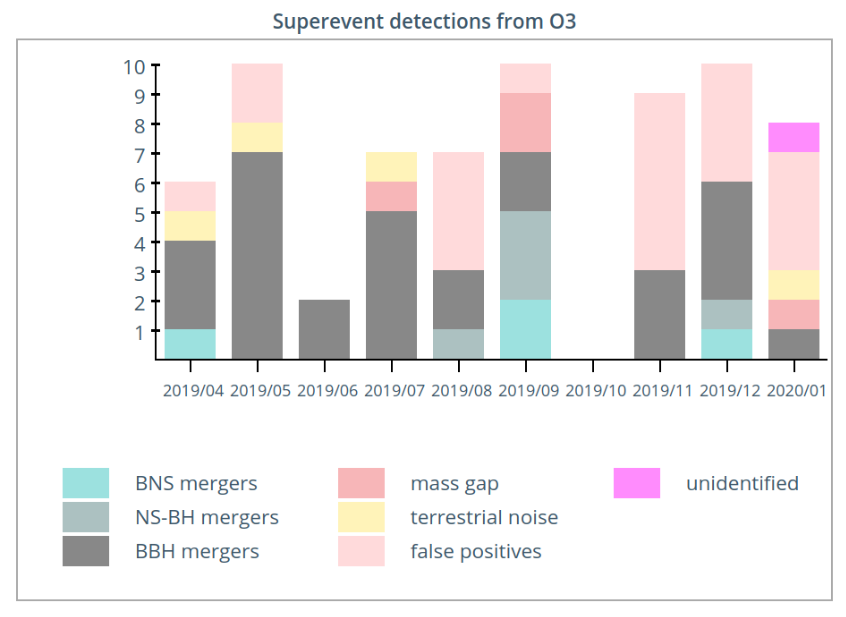 Superevent detections from O3
10
9
8
7
6
5
4
3
2
1
2019/04 2019/05 2019/06 2019/07 2019/08 2019/09 2019/10 2019/11 2019/12 2020/01
BNS mergers mass gap unidentified
NS-BH mergers terrestrial noise
BBH mergers false positives